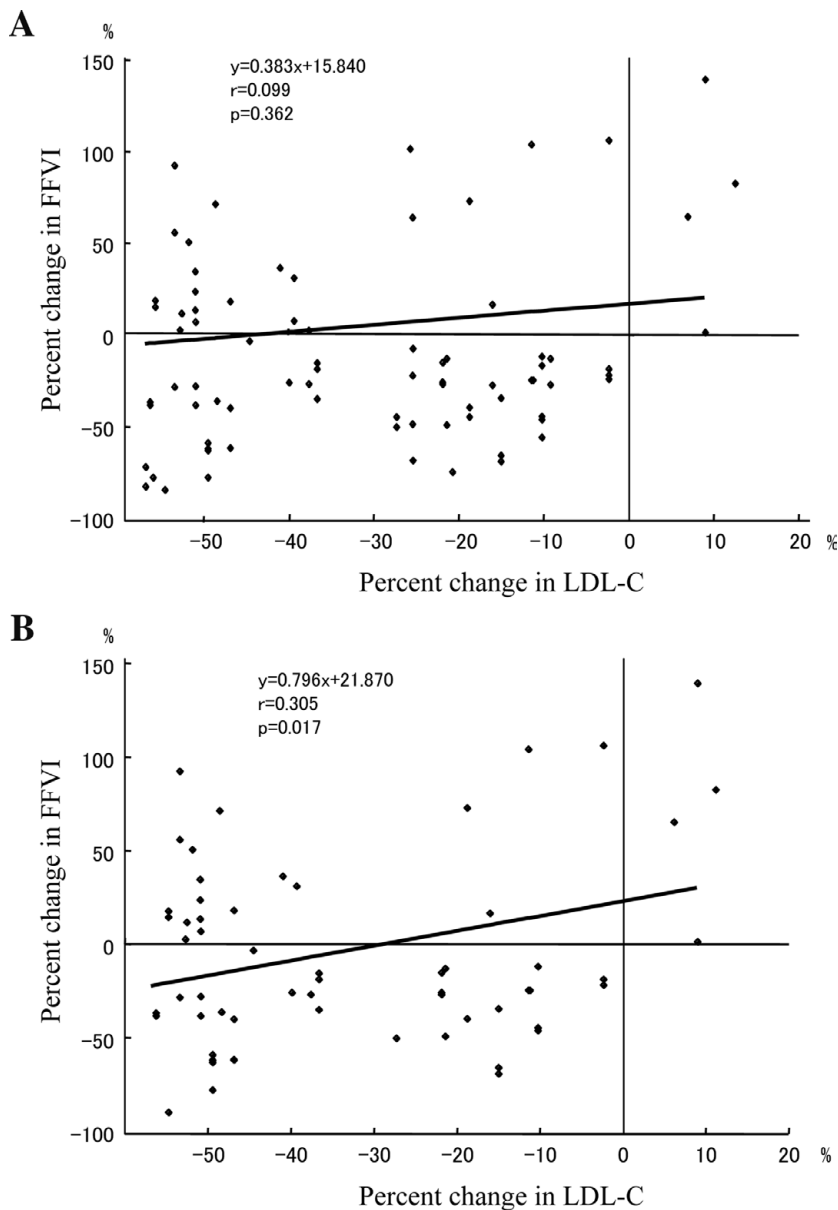 A
%
y=0.383x+15.840
r=0.099
p=0.362
Percent change in FFVI
150
100
50
0
−50
−100
−50 −40 −30 −20 −10 0 10 20 %
Percent change in LDL-C
B
%
y=0.796x+21.870
r=0.305
p=0.017
Percent change in FFVI
150
100
50
0
−50
−100
−50 −40 −30 −20 −10 0 10 20 %
Percent change in LDL-C